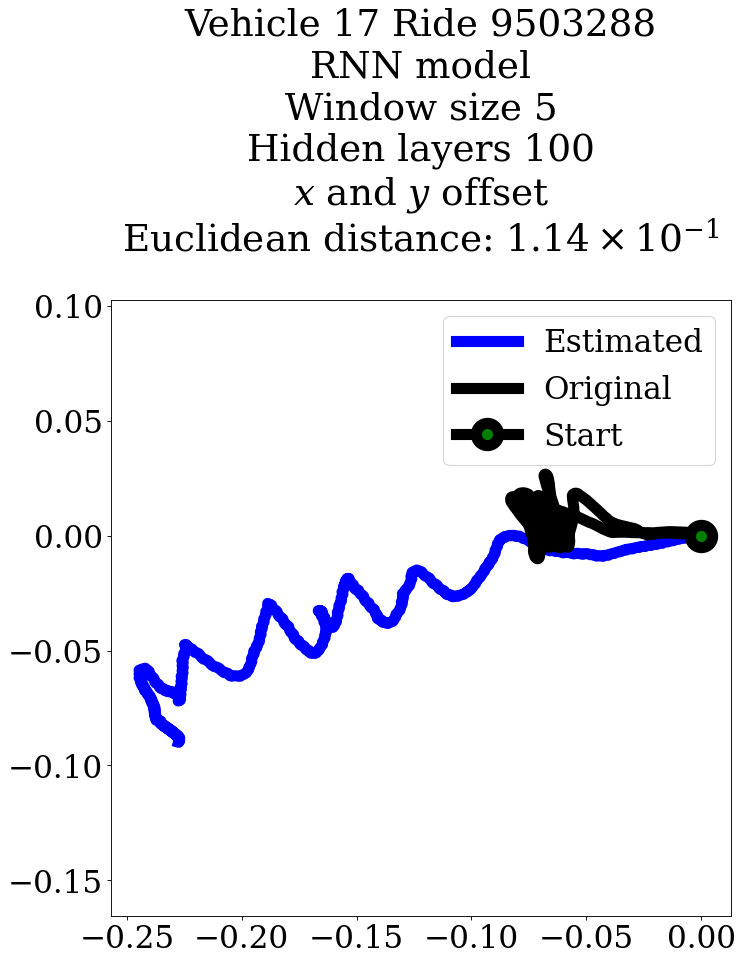 Vehicle 17 Ride 9503288
RNN model
Window size 5
Hidden layers 100
x and y offset
Euclidean distance: 1.14 × 10⁻¹
0.10
0.05
0.00
−0.05
−0.10
−0.15
Estimated
Original
Start
−0.25 −0.20 −0.15 −0.10 −0.05 0.00